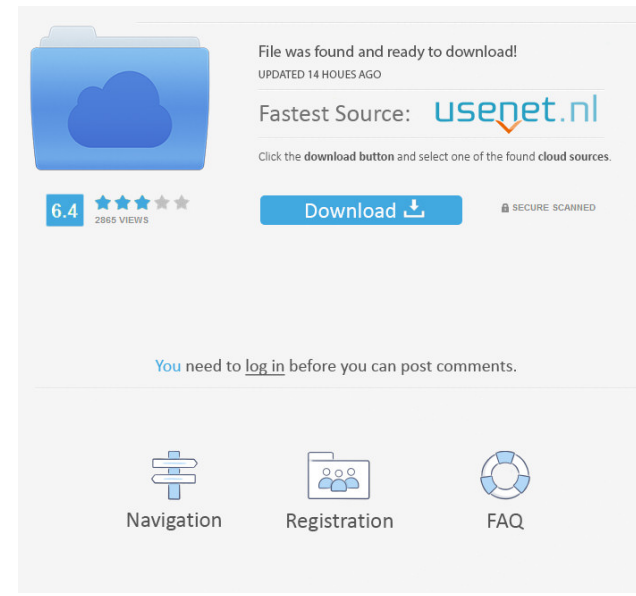 File was found and ready to download!
UPDATED 14 HOUES AGO
Fastest Source: usenet.nl
Click the download button and select one of the found cloud sources.
6.4
2865 VIEWS
Download
SECURE SCANNED
You need to log in before you can post comments.
Navigation
Registration
FAQ